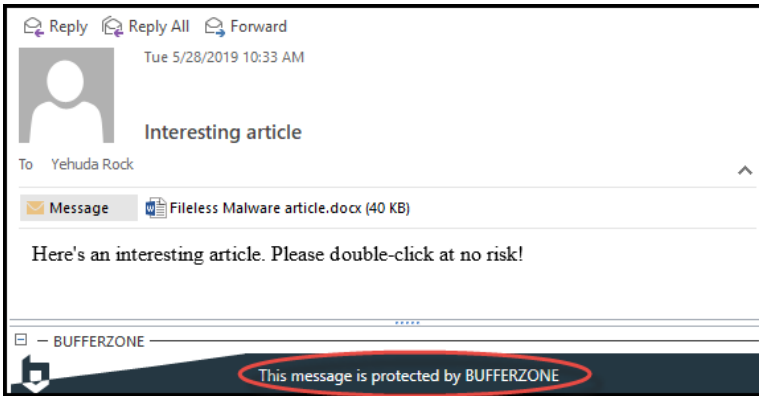 Reply Reply All Forward
Tue 5/28/2019 10:33 AM
Interesting article
To Yehuda Rock
Message Fileless Malware article.docx (40 KB)
Here's an interesting article. Please double-click at no risk!
BUFFERZONE
This message is protected by BUFFERZONE